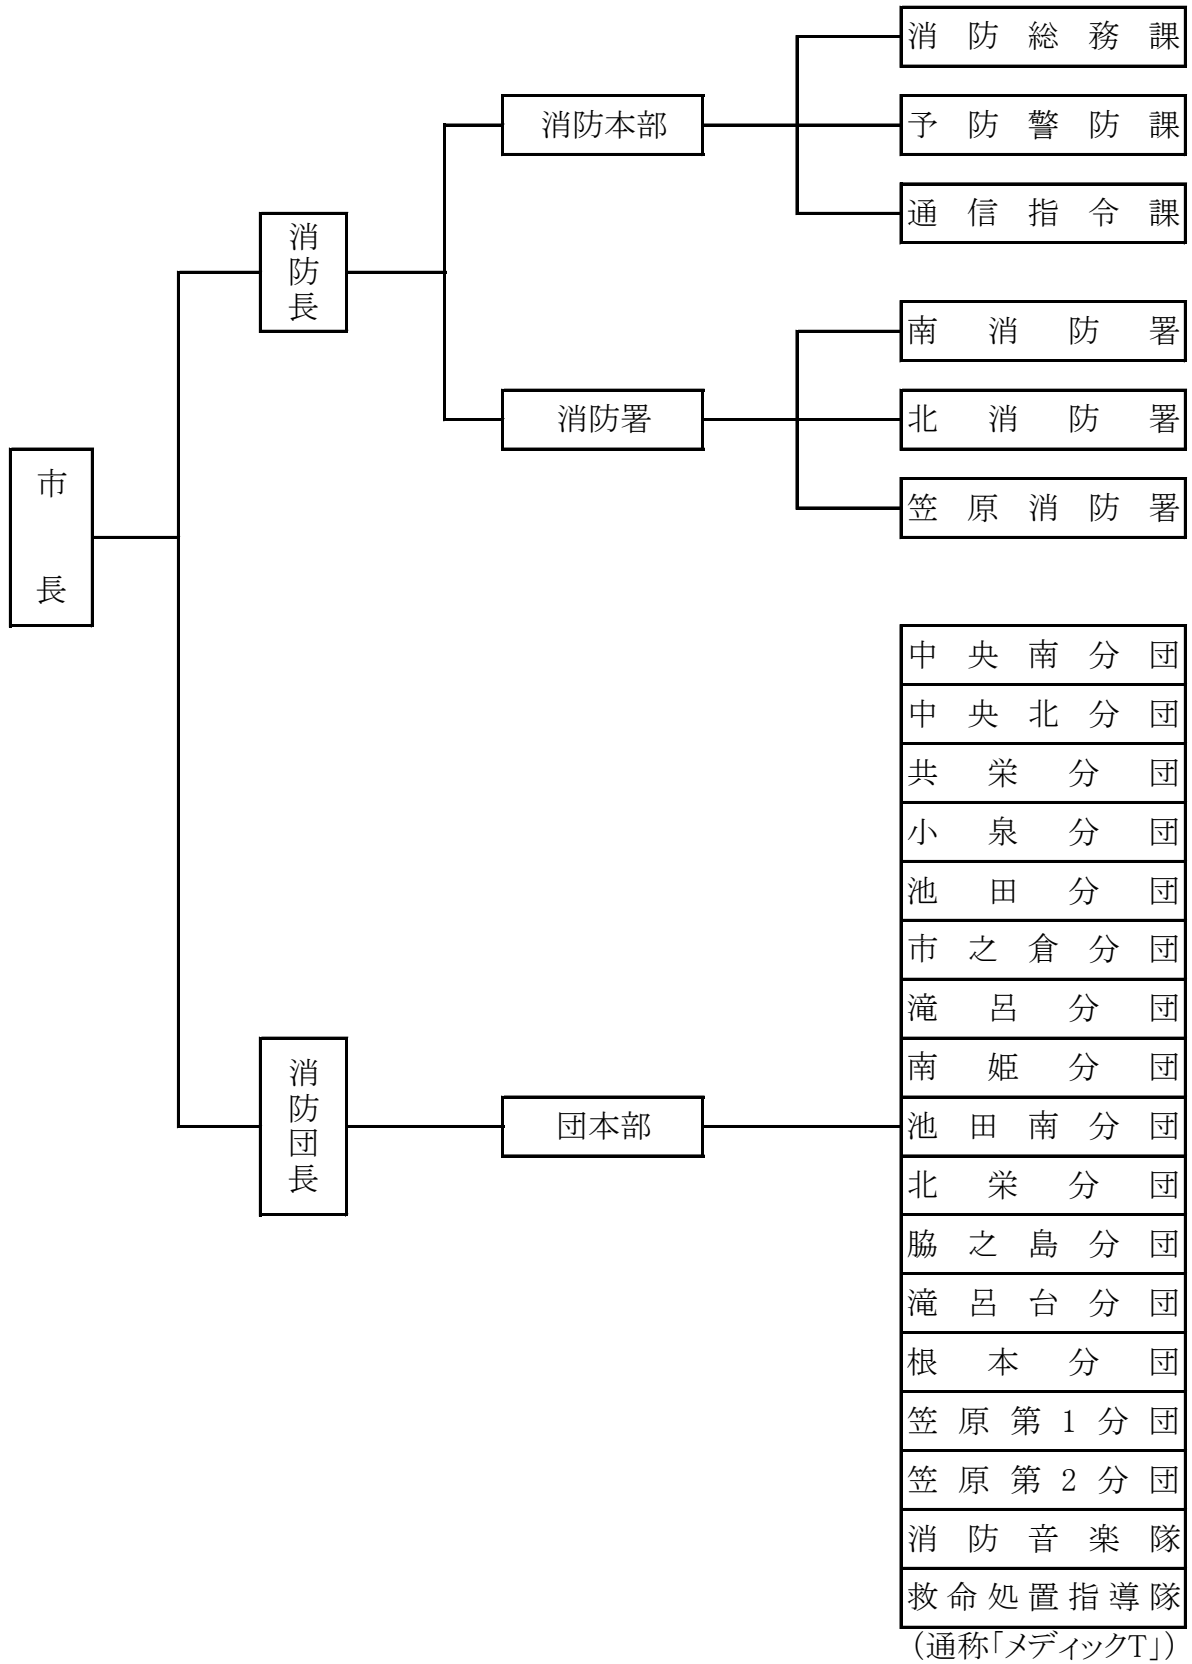 市長
消防長
消防本部
消防総務課
予防警防課
通信指令課
消防署
南消防署
北消防署
笠原消防署
消防団長
団本部
中央南分団
中央北分団
共栄分団
小泉分団
池田分団
市之倉分団
滝呂分団
南姫分団
池田南分団
北栄分団
脇之島分団
滝呂台分団
根本分団
笠原第1分団
笠原第2分団
消防音楽隊
救命処置指導隊
（通称「メディックT」）